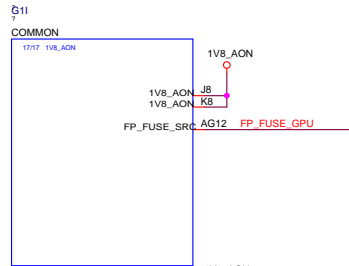 ?
G1I
?
COMMON
17/17 1V8_AON
1V8_AON
1V8_AON J8
1V8_AON K8
FP_FUSE_SRC AG12 FP_FUSE_GPU